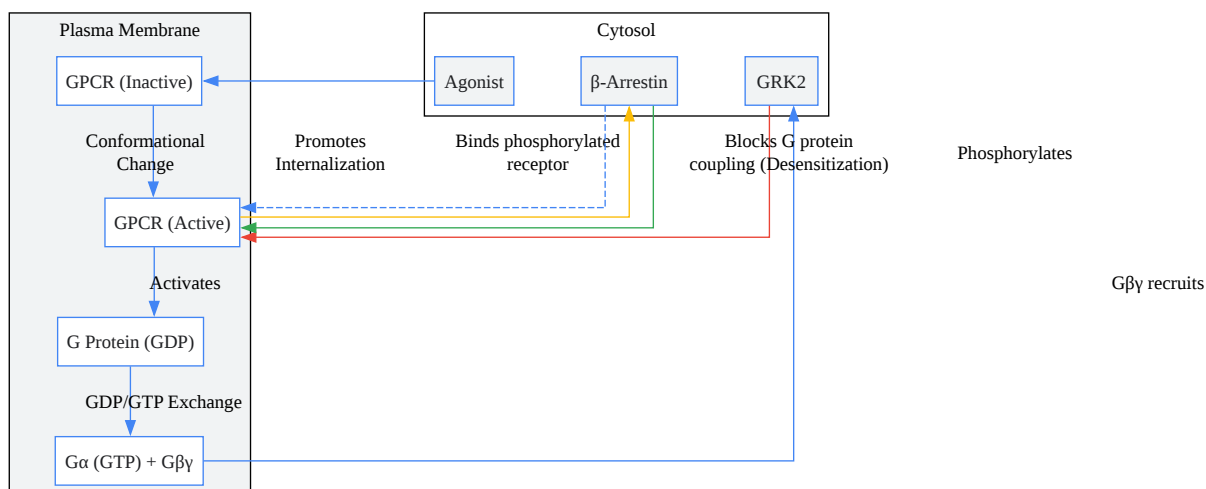 Plasma Membrane
Cytosol
GPCR (Inactive)
Agonist
β-Arrestin
GRK2
Conformational
Change
Promotes
Internalization
Binds phosphorylated
receptor
Blocks G protein
coupling (Desensitization)
Phosphorylates
GPCR (Active)
Activates
Gβγ recruits
G Protein (GDP)
GDP/GTP Exchange
Gα (GTP) + Gβγ